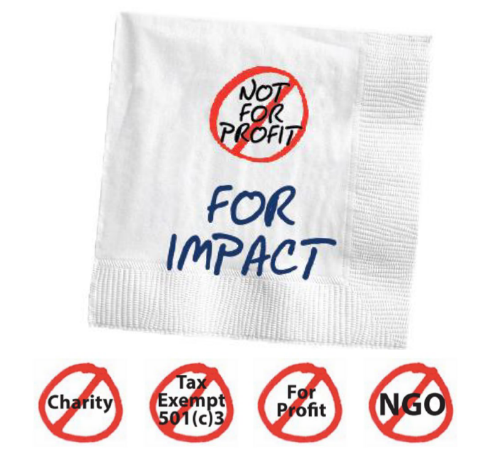 NOT
FOR
PROFIT
FOR
IMPACT
Charity
Tax
Exempt
501(c)3
For
Profit
NGO